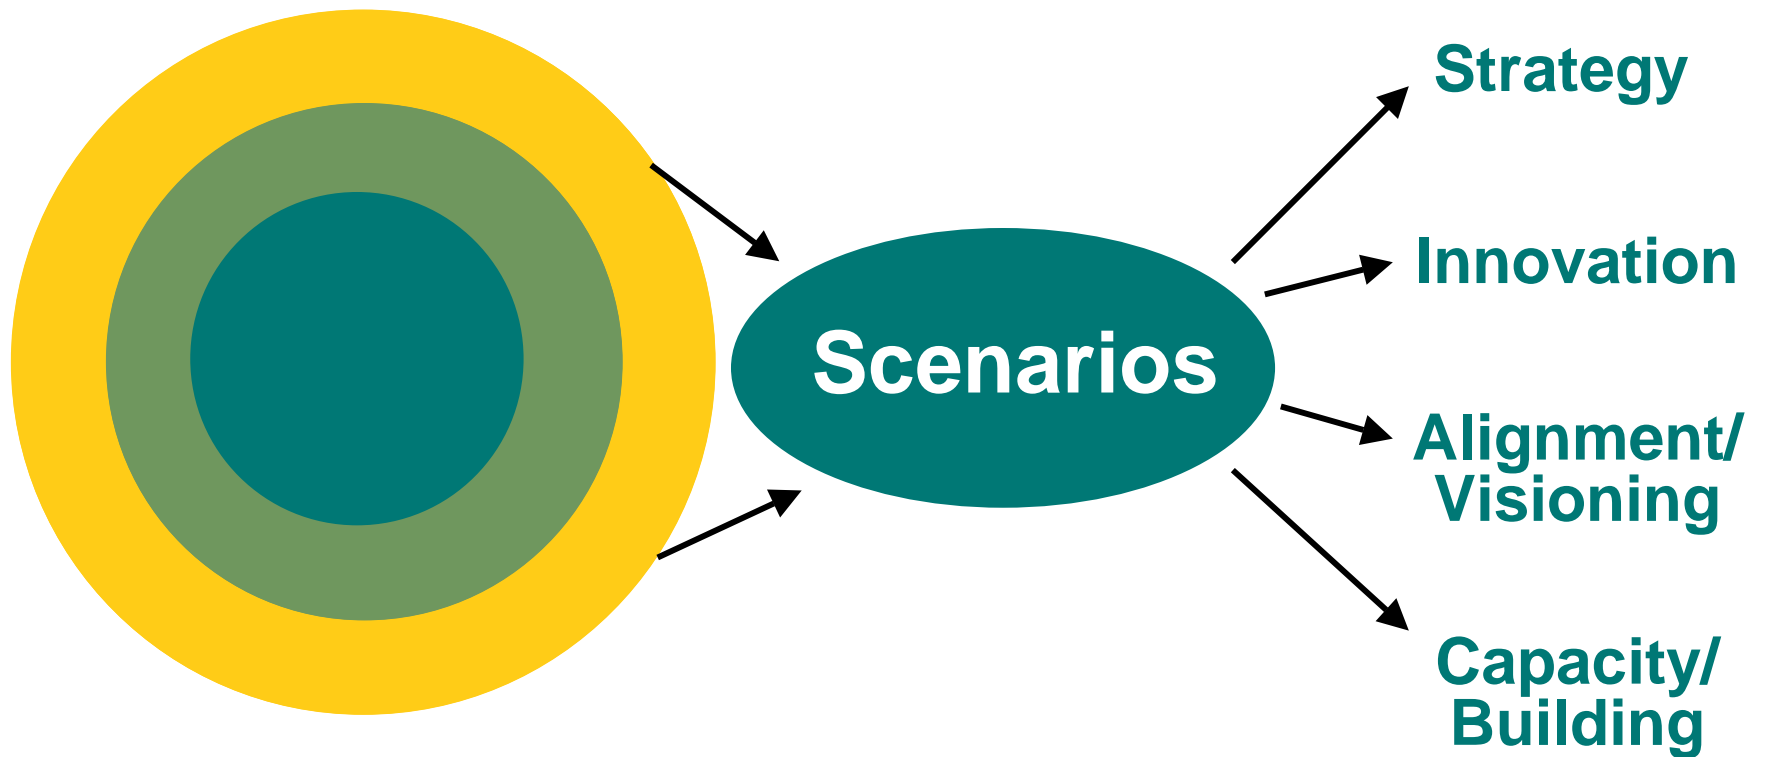 Strategy
Innovation
Scenarios
Alignment/
Visioning
Capacity/
Building